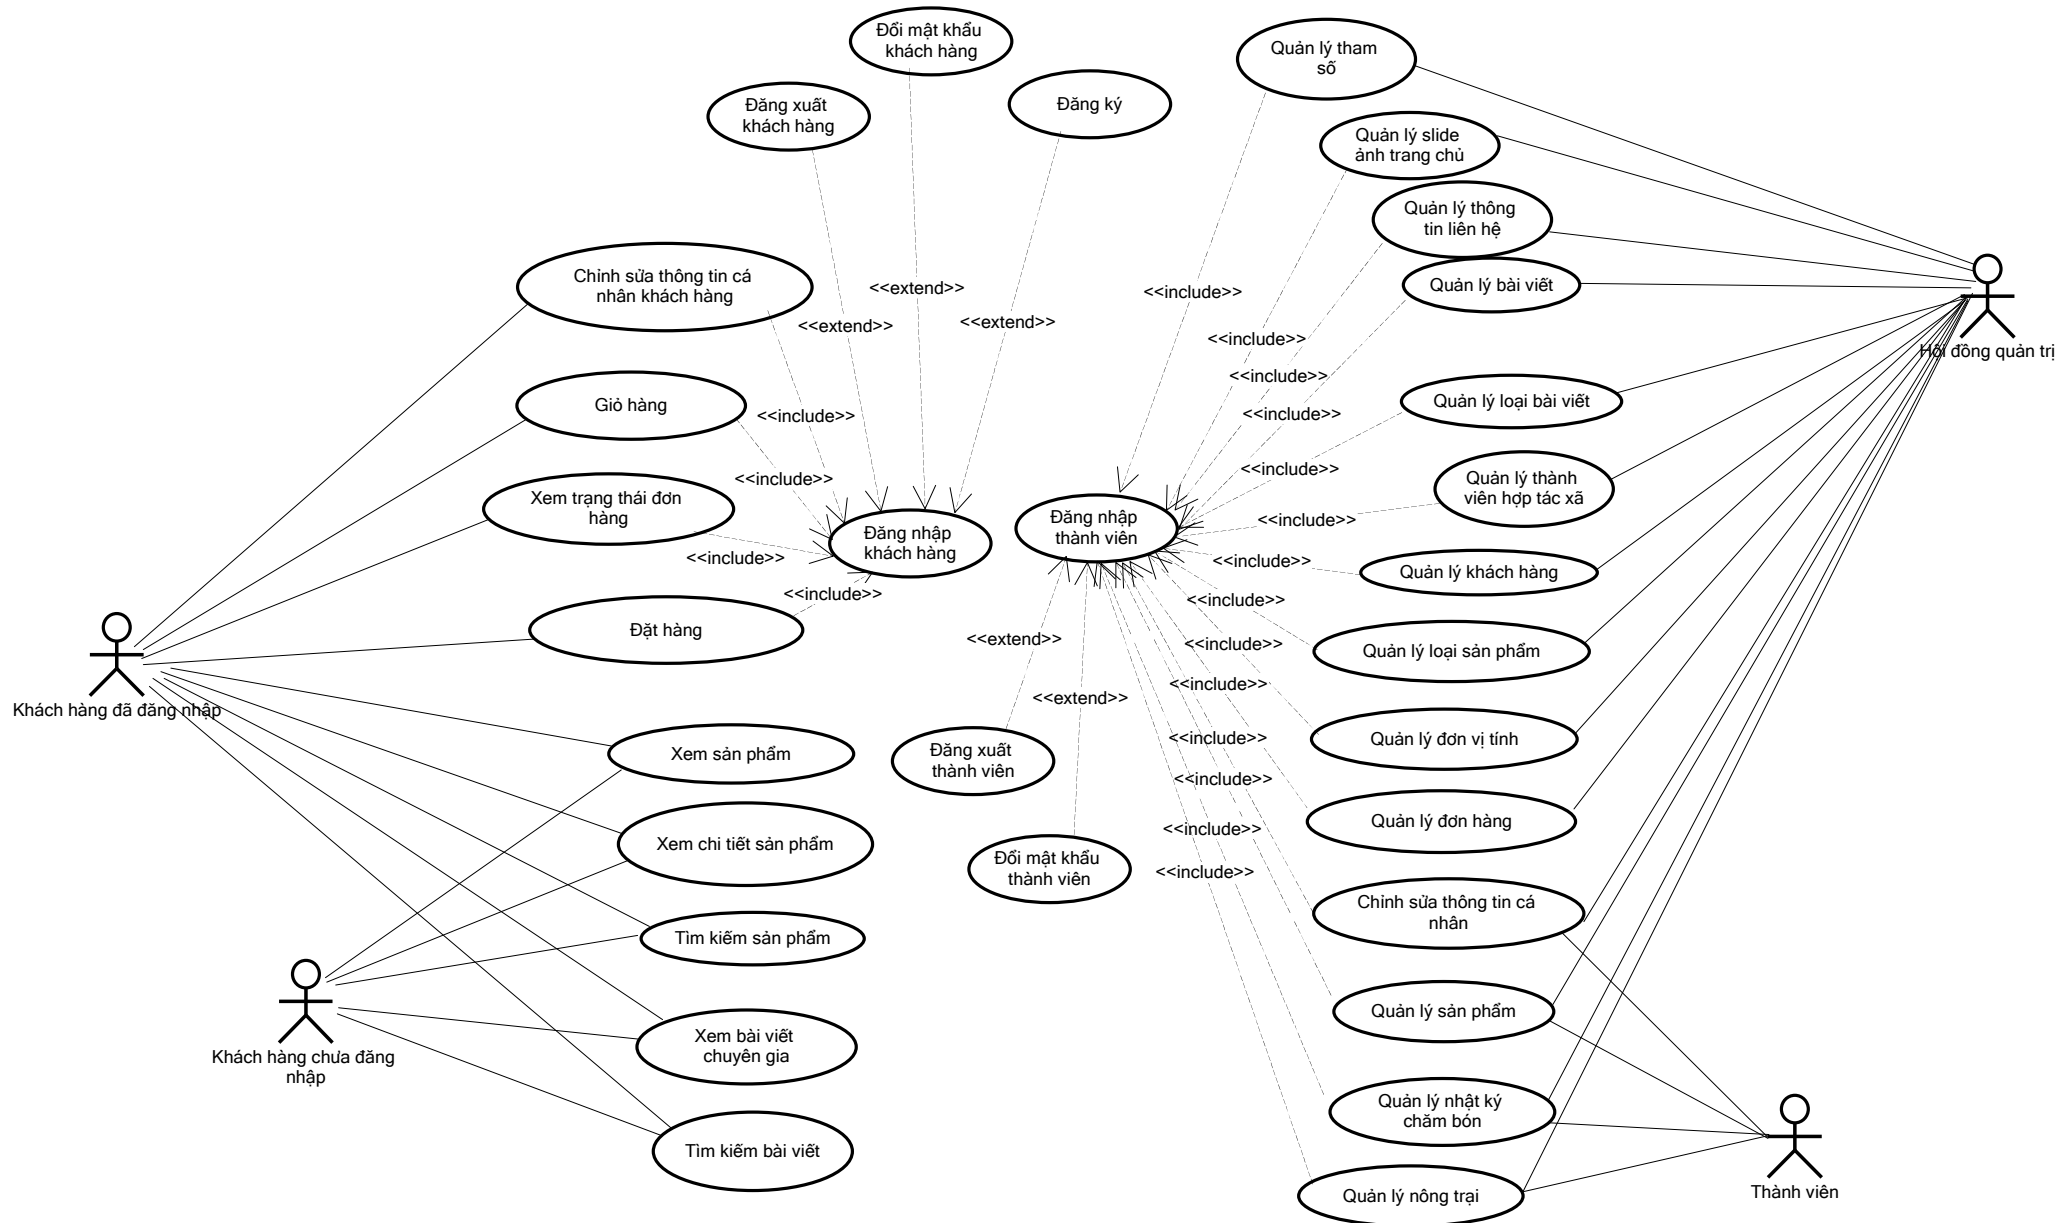 Đổi mật khẩu
khách hàng
Đăng xuất
khách hàng
Đăng ký
Quản lý tham
số
Quản lý slide
ảnh trang chủ
Quản lý thông
tin liên hệ
Quản lý bài viết
Chỉnh sửa thông tin cá
nhân khách hàng
<<extend>>
<<extend>>
<<extend>>
<<include>>
<<include>>
<<include>>
<<include>>
<<include>>
Hội đồng quản trị
Giỏ hàng
<<include>>
<<include>>
Quản lý loại bài viết
Xem trạng thái đơn
hàng
<<include>>
Đăng nhập
khách hàng
Đăng nhập
thành viên
<<include>>
Quản lý thành
viên hợp tác xã
<<include>>
Quản lý khách hàng
Đặt hàng
<<include>>
<<include>>
<<extend>>
<<include>>
Quản lý loại sản phẩm
Khách hàng đã đăng nhập
<<extend>>
<<include>>
<<include>>
Quản lý đơn vị tính
Xem sản phẩm
Đăng xuất
thành viên
<<include>>
Quản lý đơn hàng
Xem chi tiết sản phẩm
Đổi mật khẩu
thành viên
<<include>>
<<include>>
Chỉnh sửa thông tin cá
nhân
Tìm kiếm sản phẩm
Quản lý sản phẩm
Khách hàng chưa đăng
nhập
Xem bài viết
chuyên gia
Quản lý nhật ký
chăm bón
Tìm kiếm bài viết
Quản lý nông trại
Thành viên